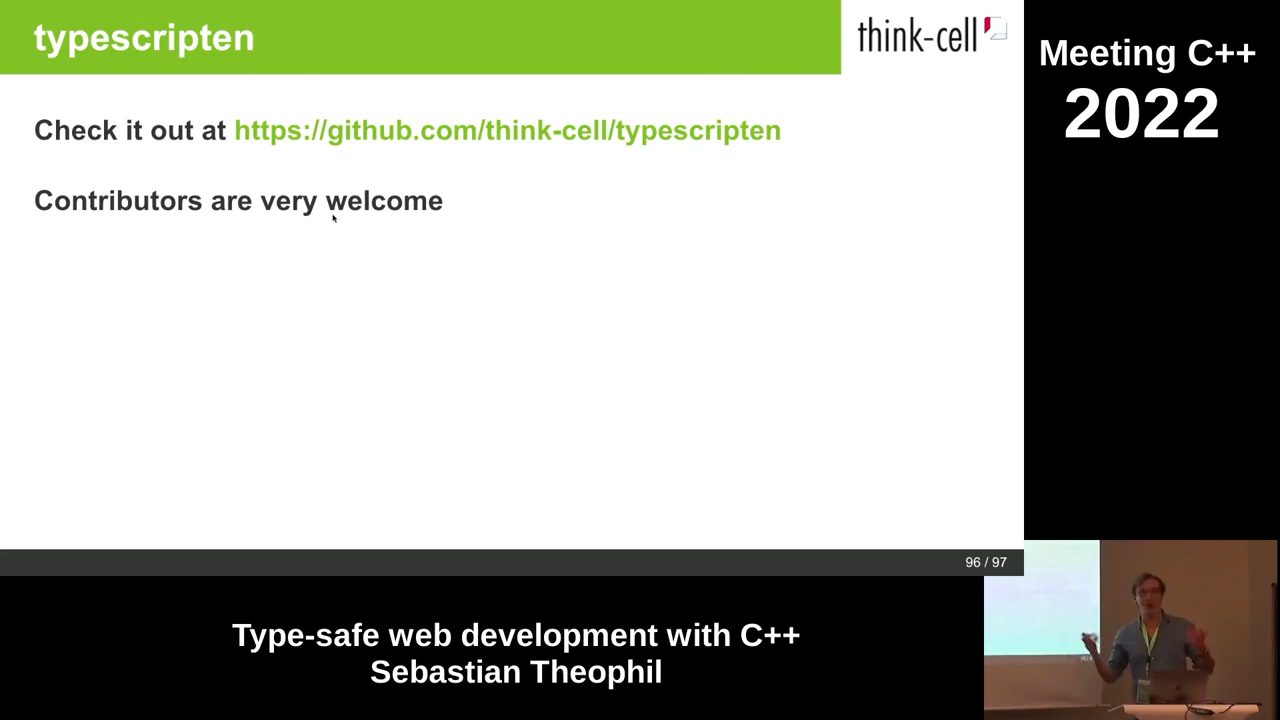 typescripten
think-cell
Meeting C++
2022
Check it out at https://github.com/think-cell/typescripten
Contributors are very welcome
96 / 97
Type-safe web development with C++
Sebastian Theophil